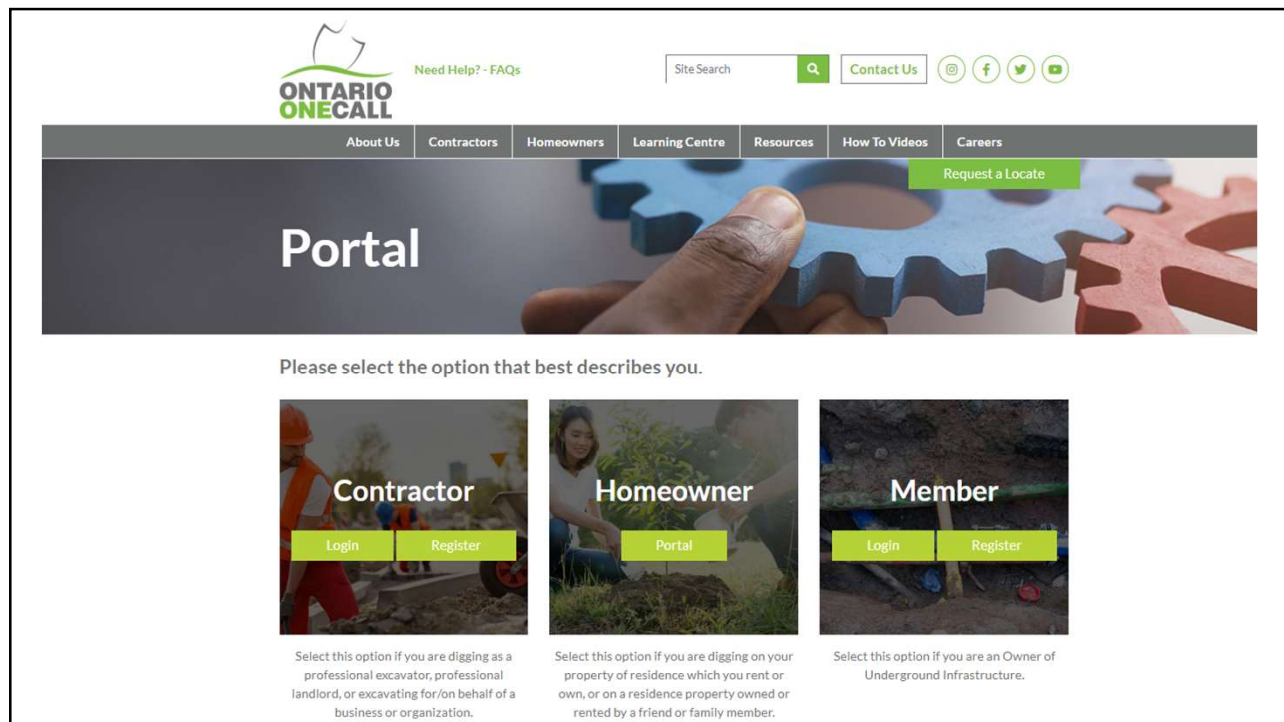 ONTARIO
ONECALL
Need Help? - FAQs
Site Search
Contact Us
About Us
Contractors
Homeowners
Learning Centre
Resources
How To Videos
Careers
Request a Locate
Portal
Please select the option that best describes you.
Contractor
Login
Register
Select this option if you are digging as a
professional excavator, professional
landlord, or excavating for/on behalf of a
business or organization.
Homeowner
Portal
Select this option if you are digging on your
property of residence which you rent or
own, or on a residence property owned or
rented by a friend or family member.
Member
Login
Register
Select this option if you are an Owner of
Underground Infrastructure.